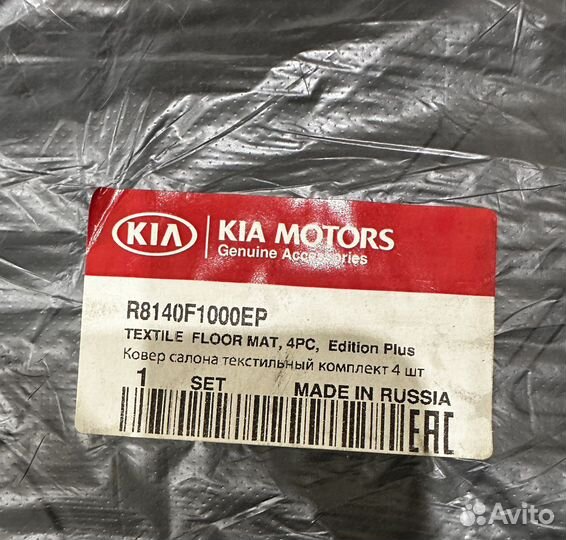 KIA
KIA MOTORS
Genuine Accessories
R8140F1000EP
TEXTILE FLOOR MAT, 4PC, Edition Plus
Ковер салона текстильный комплект 4 шт
1 SET MADE IN RUSSIA
EAC
Avito